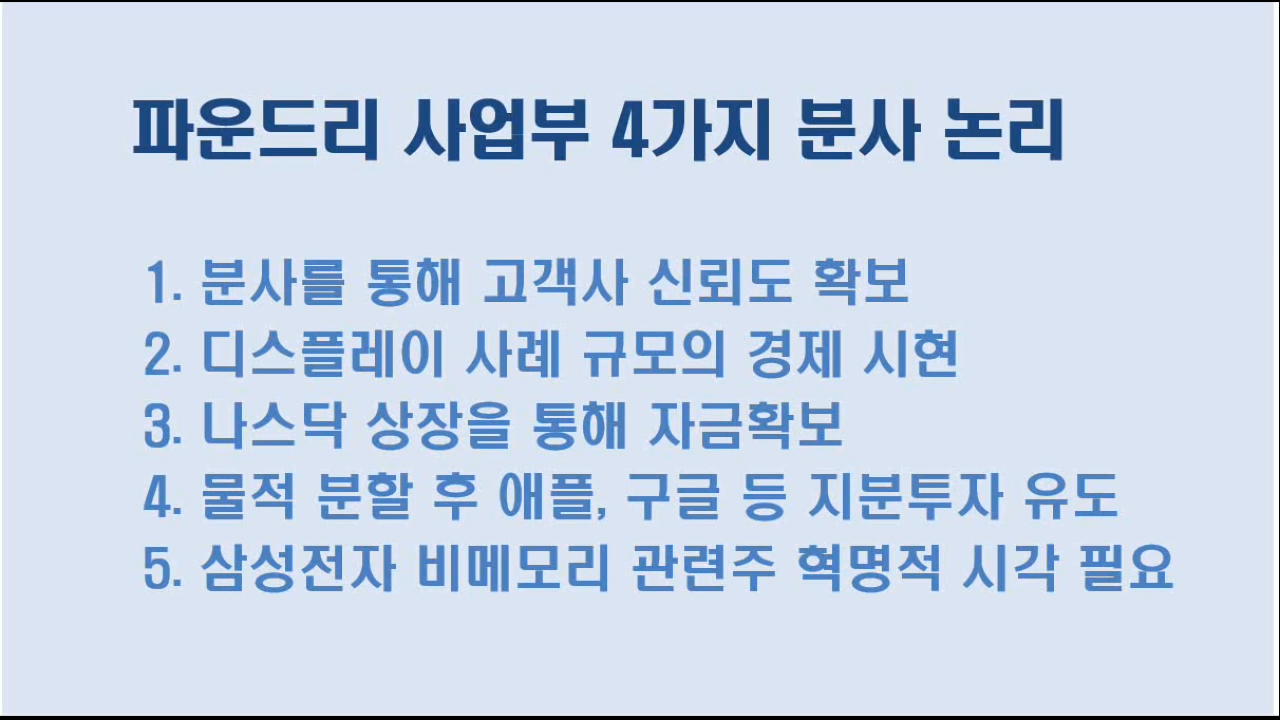 파운드리 사업부 4가지 분사 논리
1. 분사를 통해 고객사 신뢰도 확보
2. 디스플레이 사례 규모의 경제 시현
3. 나스닥 상장을 통해 자금확보
4. 물적 분할 후 애플, 구글 등 지분투자 유도
5. 삼성전자 비메모리 관련주 혁명적 시각 필요